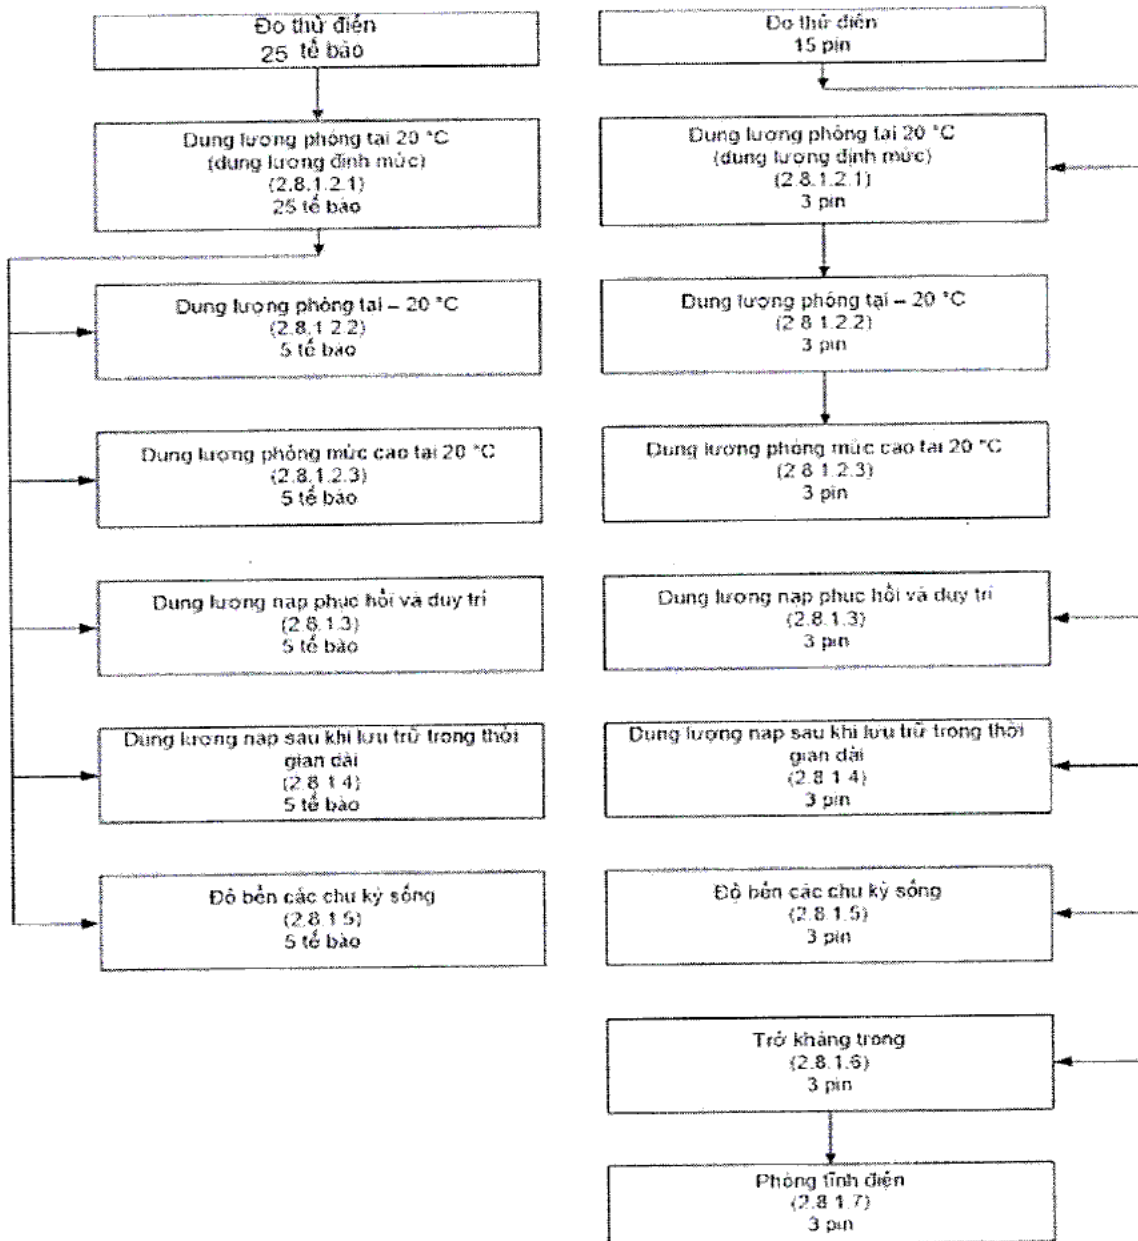 Đo thử điển
25 tế bào
Dung lượng phóng tại 20 °C
(dung lượng định mức)
(2.8.1.2.1)
25 tế bào
Dung lượng phóng tại – 20 °C
(2.8.1.2.2)
5 tế bào
Dung lượng phóng mức cao tại 20 °C
(2.8.1.2.3)
5 tế bào
Dung lượng nạp phục hồi và duy trì
(2.8.1.3)
5 tế bào
Dung lượng nạp sau khi lưu trữ trong thời
gian dài
(2.8.1.4)
5 tế bào
Độ bền các chu kỳ sống
(2.8.1.5)
5 tế bào
Đo thử điển
15 pin
Dung lượng phóng tại 20 °C
(dung lượng định mức)
(2.8.1.2.1)
3 pin
Dung lượng phóng tại – 20 °C
(2.8.1.2.2)
3 pin
Dung lượng phóng mức cao tại 20 °C
(2.8.1.2.3)
3 pin
Dung lượng nạp phục hồi và duy trì
(2.8.1.3)
3 pin
Dung lượng nạp sau khi lưu trữ trong thời
gian dài
(2.8.1.4)
3 pin
Độ bền các chu kỳ sống
(2.8.1.5)
3 pin
Trở kháng trong
(2.8.1.6)
3 pin
Phóng tĩnh điện
(2.8.1.7)
3 pin